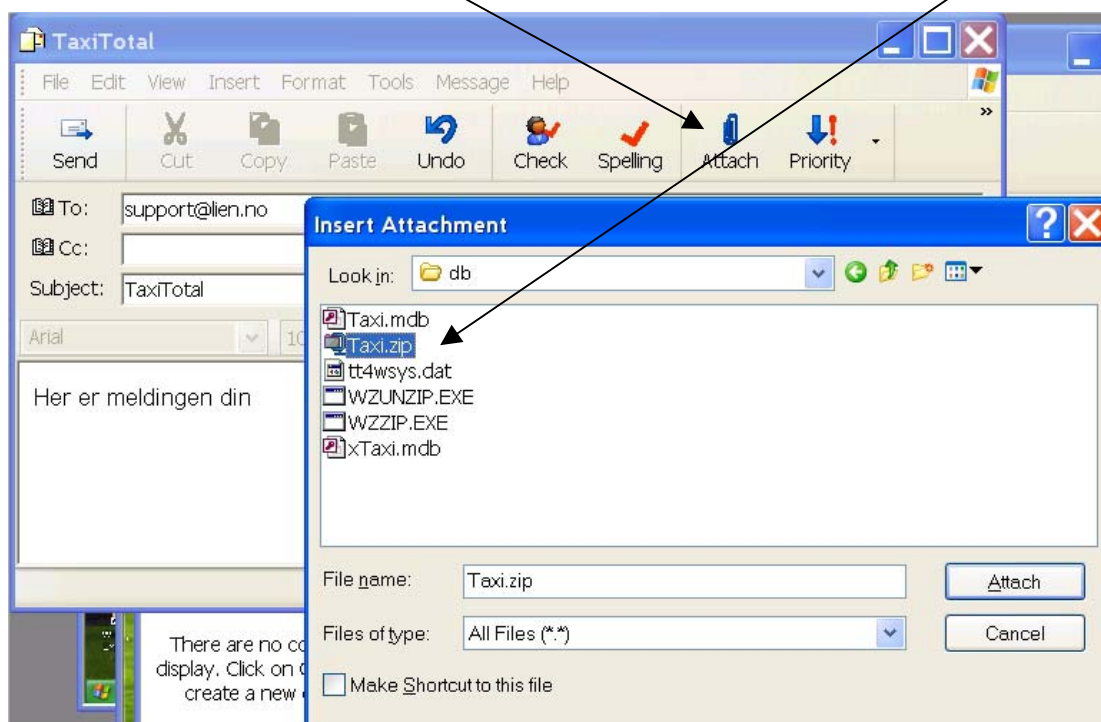 TaxiTotal
File Edit View Insert Format Tools Message Help
Send Cut Copy Paste Undo Check Spelling Attach Priority »
To: support@lien.no
Cc:
Subject: TaxiTotal
Arial 10
Her er meldingen din
Insert Attachment
Look in: db
Taxi.mdb
Taxi.zip
tt4wsys.dat
WZUNZIP.EXE
WZZIP.EXE
xTaxi.mdb
File name: Taxi.zip Attach
Files of type: All Files (*.*) Cancel
Make Shortcut to this file
There are no
display. Click on
create a new